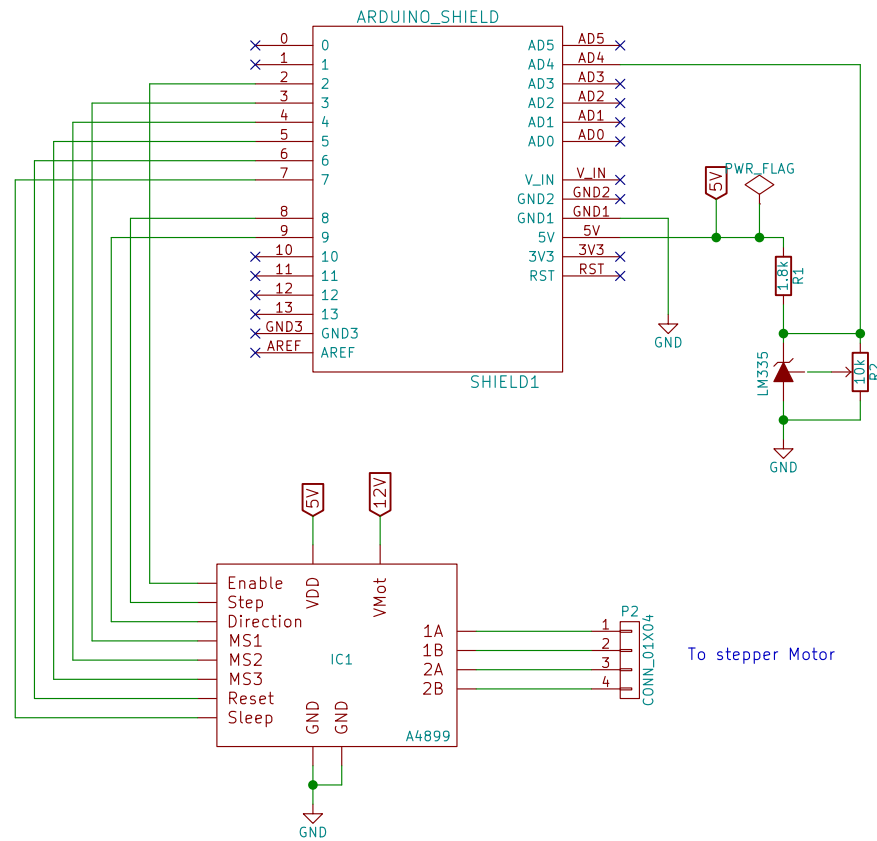 ARDUINO_SHIELD
0 0
1 1
2 2
3 3
4 4
5 5
6 6
7 7
8 8
9 9
10 10
11 11
12 12
13 13
GND3 GND3
AREF AREF
AD5 AD5
AD4 AD4
AD3 AD3
AD2 AD2
AD1 AD1
AD0 AD0
V_IN V_IN
GND2 GND2
GND1 GND1
5V 5V
3V3 3V3
RST RST
SHIELD1
5V
PWR_FLAG
1.8k
R1
GND
LM335
10k
R2
GND
5V
12V
Enable
Step
Direction
MS1
MS2
MS3
Reset
Sleep
VDD
VMot
IC1
1A
1B
2A
2B
GND
GND
A4899
GND
P2
1
2
3
4
CONN_01X04
To stepper Motor